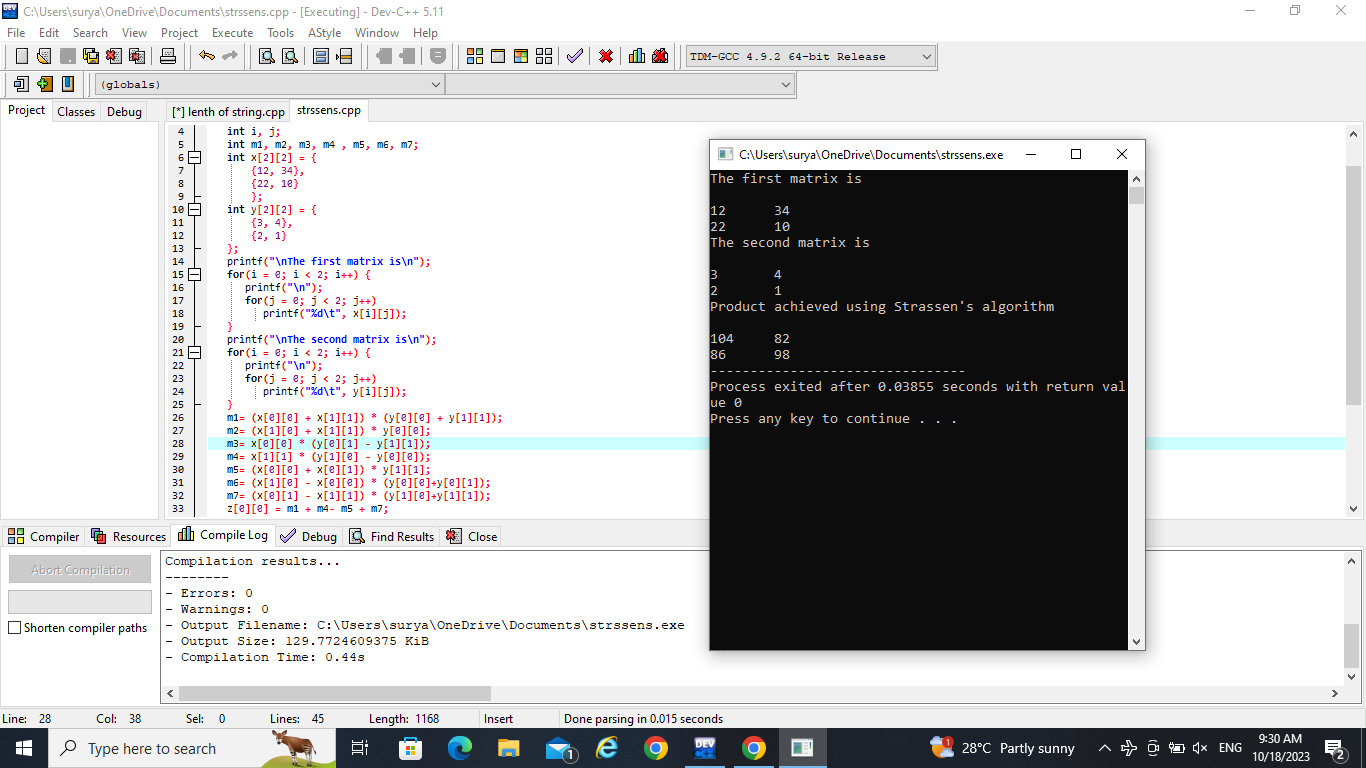 C:\Users\surya\OneDrive\Documents\strssens.cpp - [Executing] - Dev-C++ 5.11
File Edit Search View Project Execute Tools AStyle Window Help
TDM-GCC 4.9.2 64-bit Release
(globals)
Project Classes Debug
[*] lenth of string.cpp strssens.cpp
4 int i, j;
5 int m1, m2, m3, m4 , m5, m6, m7;
6 int x[2][2] = {
7 {12, 34},
8 {22, 10}
9 };
10 int y[2][2] = {
11 {3, 4},
12 {2, 1}
13 };
14 printf("\nThe first matrix is\n");
15 for(i = 0; i < 2; i++) {
16 printf("\n");
17 for(j = 0; j < 2; j++)
18 printf("%d\t", x[i][j]);
19 }
20 printf("\nThe second matrix is\n");
21 for(i = 0; i < 2; i++) {
22 printf("\n");
23 for(j = 0; j < 2; j++)
24 printf("%d\t", y[i][j]);
25 }
26 m1= (x[0][0] + x[1][1]) * (y[0][0] + y[1][1]);
27 m2= (x[1][0] + x[1][1]) * y[0][0];
28 m3= x[0][0] * (y[0][1] - y[1][1]);
29 m4= x[1][1] * (y[1][0] - y[0][0]);
30 m5= (x[0][0] + x[0][1]) * y[1][1];
31 m6= (x[1][0] - x[0][0]) * (y[0][0]+y[0][1]);
32 m7= (x[0][1] - x[1][1]) * (y[1][0]+y[1][1]);
33 z[0][0] = m1 + m4- m5 + m7;
C:\Users\surya\OneDrive\Documents\strssens.exe
The first matrix is
12 34
22 10
The second matrix is
3 4
2 1
Product achieved using Strassen's algorithm
104 82
86 98
--------------------------------
Process exited after 0.03855 seconds with return val
ue 0
Press any key to continue . . .
Compiler Resources Compile Log Debug Find Results Close
Abort Compilation
Shorten compiler paths
Compilation results...
--------
- Errors: 0
- Warnings: 0
- Output Filename: C:\Users\surya\OneDrive\Documents\strssens.exe
- Output Size: 129.7724609375 KiB
- Compilation Time: 0.44s
Line: 28 Col: 38 Sel: 0 Lines: 45 Length: 1168 Insert Done parsing in 0.015 seconds
Type here to search
1
DEV
1
28°C Partly sunny
ENG
9:30 AM
10/18/2023
2